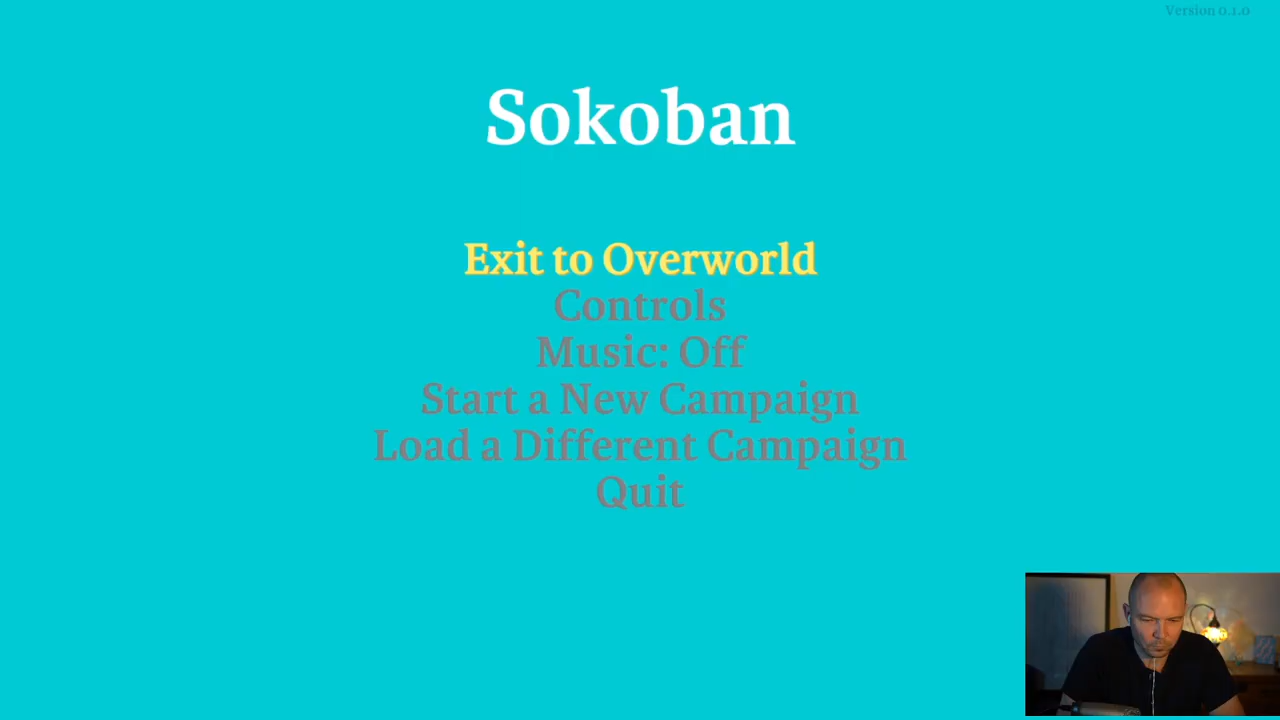 Version 0.1.0
Sokoban
Exit to Overworld
Controls
Music: Off
Start a New Campaign
Load a Different Campaign
Quit